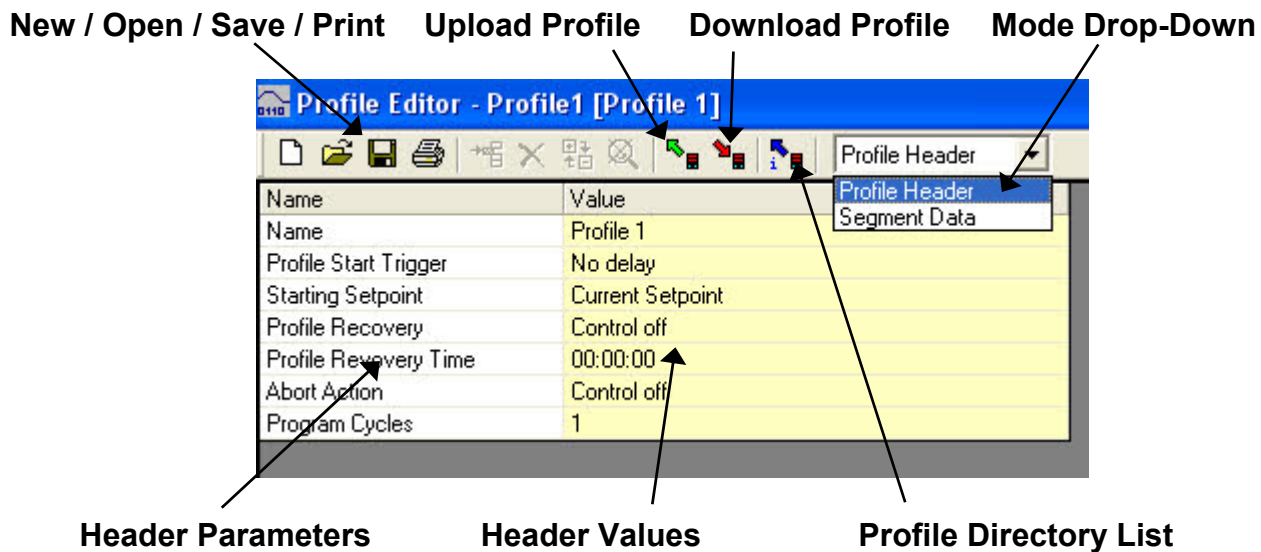 New / Open / Save / Print Upload Profile Download Profile Mode Drop-Down
Profile Editor - Profile1 [Profile 1]
Profile Header
Profile Header
Segment Data
Name Value
Name Profile 1
Profile Start Trigger No delay
Starting Setpoint Current Setpoint
Profile Recovery Control off
Profile Revovery Time 00:00:00
Abort Action Control off
Program Cycles 1
Header Parameters Header Values Profile Directory List